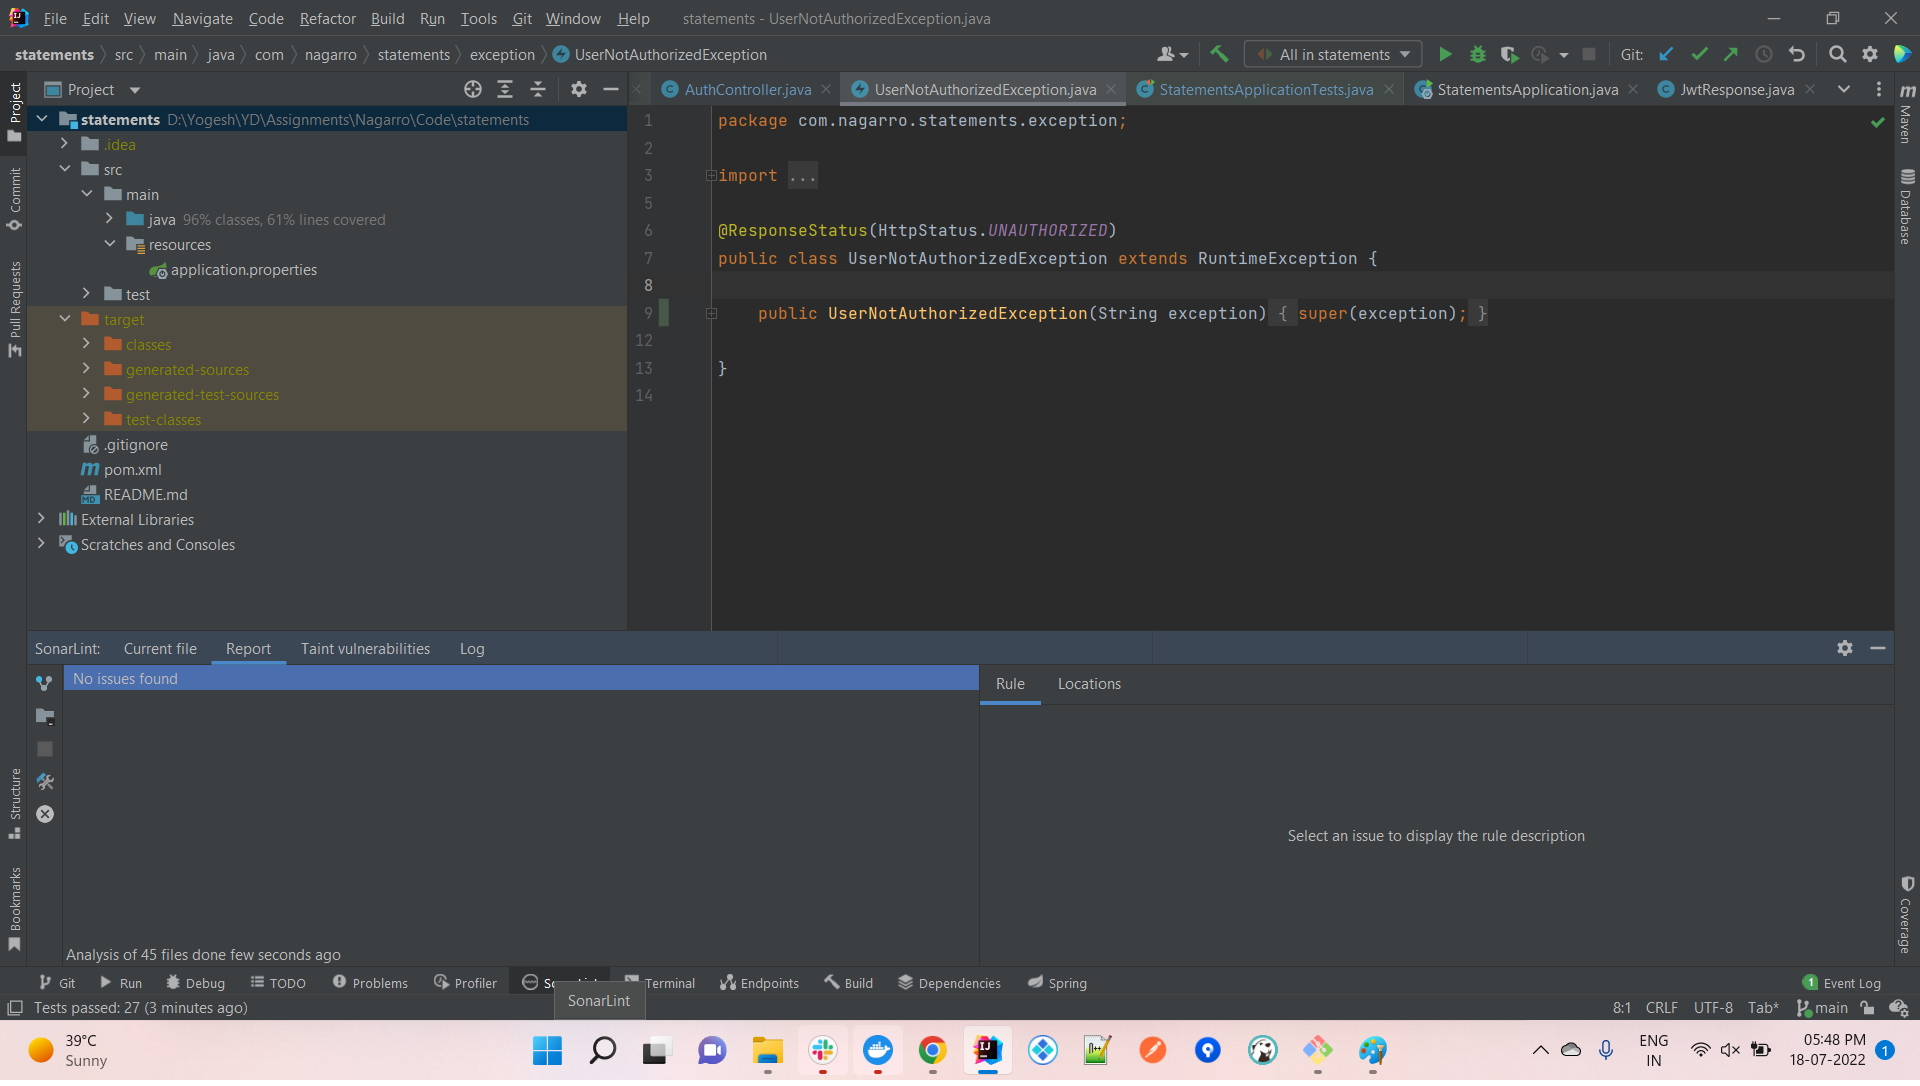 File Edit View Navigate Code Refactor Build Run Tools Git Window Help statements - UserNotAuthorizedException.java
statements src main java com nagarro statements exception UserNotAuthorizedException All in statements Git:
Project
AuthController.java UserNotAuthorizedException.java StatementsApplicationTests.java StatementsApplication.java JwtResponse.java
statements D:\Yogesh\YD\Assignments\Nagarro\Code\statements
.idea
src
main
java 96% classes, 61% lines covered
resources
application.properties
test
target
classes
generated-sources
generated-test-sources
test-classes
.gitignore
pom.xml
README.md
External Libraries
Scratches and Consoles
1 package com.nagarro.statements.exception;
2
3 import ...
5
6 @ResponseStatus(HttpStatus.UNAUTHORIZED)
7 public class UserNotAuthorizedException extends RuntimeException {
8
9 public UserNotAuthorizedException(String exception) { super(exception); }
12
13 }
14
Project
Commit
Pull Requests
Structure
Bookmarks
Maven
Database
Coverage
SonarLint: Current file Report Taint vulnerabilities Log
No issues found
Rule Locations
Select an issue to display the rule description
Analysis of 45 files done few seconds ago
Git Run Debug TODO Problems Profiler Terminal Endpoints Build Dependencies Spring 1 Event Log
SonarLint
Tests passed: 27 (3 minutes ago) 8:1 CRLF UTF-8 Tab* main
39°C
Sunny
ENG
IN
05:48 PM
18-07-2022
1